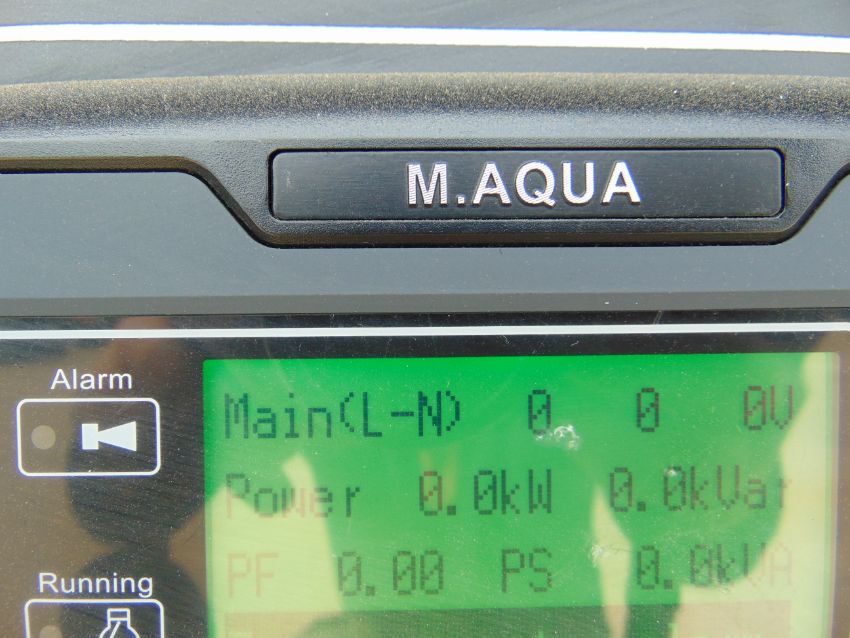 M.AQUA
Alarm
Main(L-N) 0 0 0V
Power 0.0kW 0.0kVar
PF 0.00 PS 0.0kVA
Running